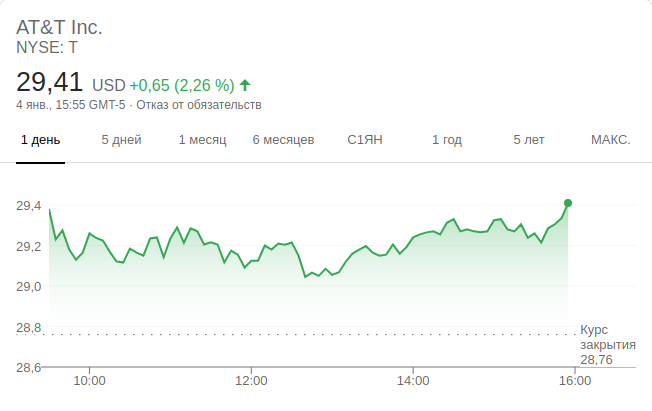 AT&T Inc.
NYSE: T
29,41 USD +0,65 (2,26 %)
4 янв., 15:55 GMT-5 · Отказ от обязательств
1 день 5 дней 1 месяц 6 месяцев С1ЯН 1 год 5 лет МАКС.
29,4
29,2
29,0
28,8
Курс
закрытия
28,76
28,6
10:00 12:00 14:00 16:00